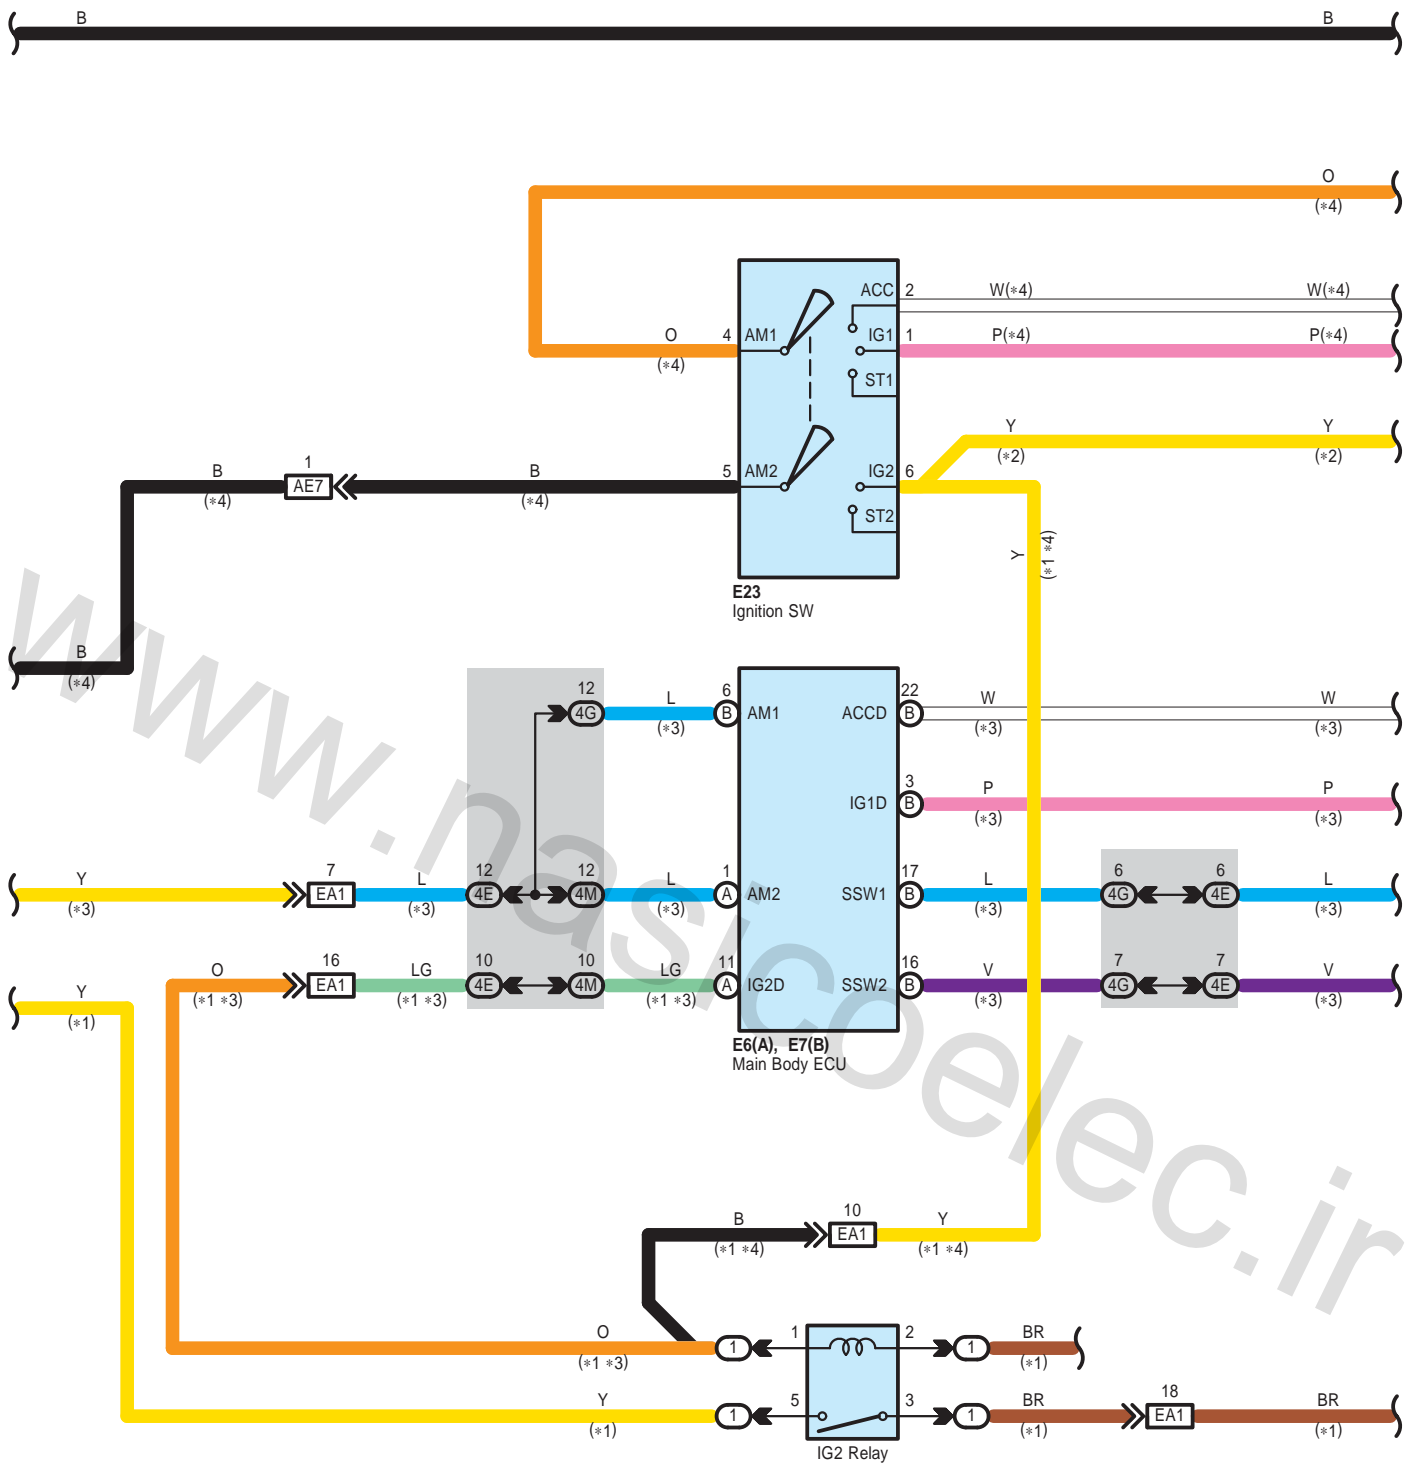 B B
O
(*4)
ACC 2 W(*4) W(*4)
O 4 AM1 IG1 1 P(*4) P(*4)
(*4)
ST1
Y Y
(*2) (*2)
1
B AE7 B 5 AM2 IG2 6
(*4) (*4)
ST2
Y (*1 *4)
E23
Ignition SW
B
(*4)
12 6 22
4G L B AM1 ACCD B W W
(*3) (*3) (*3)
3
IG1D B P P
(*3) (*3)
7 12 12 1 17 6 6
Y EA1 L 4E 4M L A AM2 SSW1 B L 4G 4E L
(*3) (*3) (*3) (*3) (*3)
16 10 10 11 16 7 7
O EA1 LG 4E 4M LG A IG2D SSW2 B V 4G 4E V
(*1 *3) (*1 *3) (*1 *3) (*3) (*3)
Y
(*1)
E6(A), E7(B)
Main Body ECU
10
B EA1 Y
(*1 *4) (*1 *4)
O 1 1 2 1 BR
(*1 *3) (*1)
18
Y 1 5 3 1 BR EA1 BR
(*1) (*1) (*1)
IG2 Relay
www.nasicoelec.ir